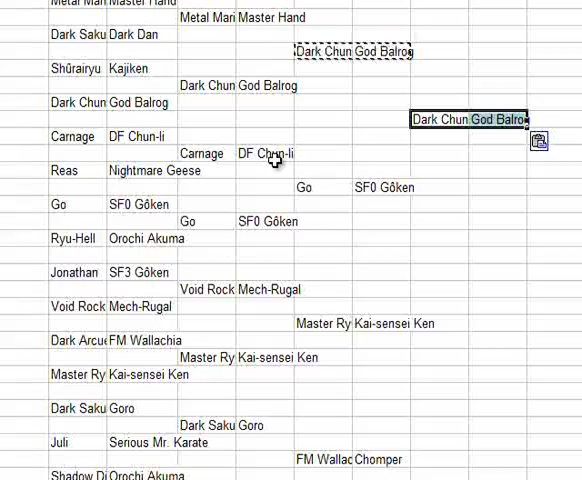 Metal Mari Master Hand
Metal Mari Master Hand
Dark Saku Dark Dan
Dark Chun God Balrog
Shûrairyu Kajiken
Dark Chun God Balrog
Dark Chun God Balrog
Dark Chun God Balrog
Carnage DF Chun-li
Carnage DF Chun-li
Reas Nightmare Geese
Go SF0 Gôken
Go SF0 Gôken
Go SF0 Gôken
Ryu-Hell Orochi Akuma
Jonathan SF3 Gôken
Void Rock Mech-Rugal
Void Rock Mech-Rugal
Master Ry Kai-sensei Ken
Dark Arcue FM Wallachia
Master Ry Kai-sensei Ken
Master Ry Kai-sensei Ken
Dark Saku Goro
Dark Saku Goro
Juli Serious Mr. Karate
FM Wallac Chomper
Shadow Di Orochi Akuma